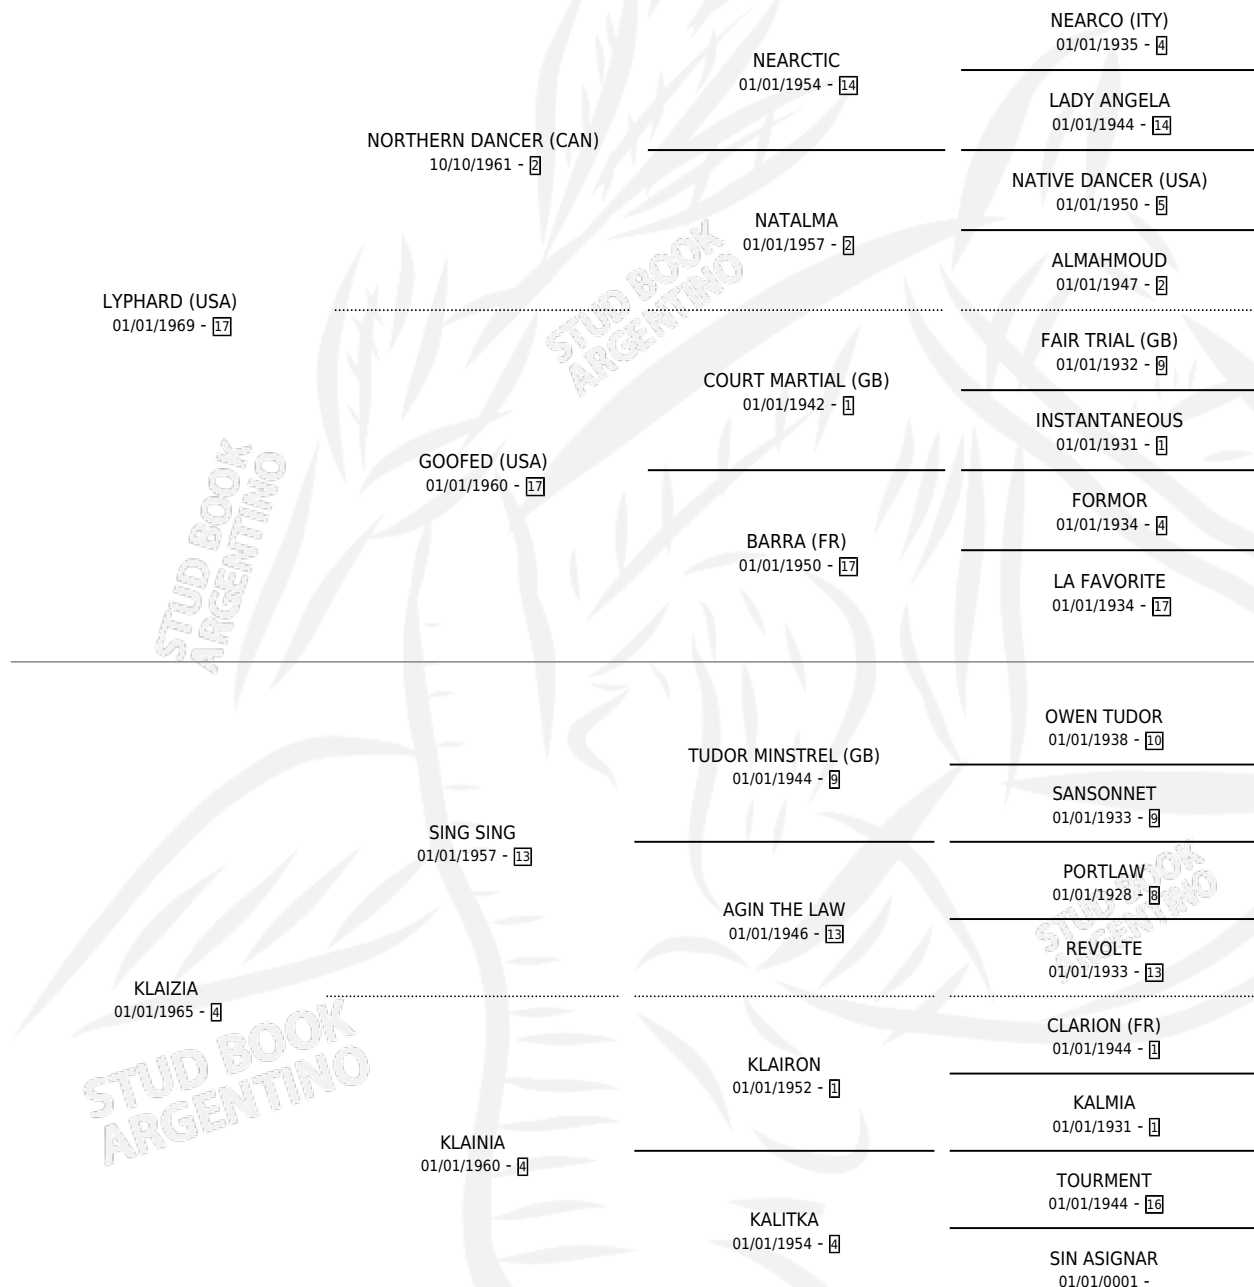 NEARCO (ITY)
01/01/1935 - 4
NEARCTIC
01/01/1954 - 14
LADY ANGELA
01/01/1944 - 14
NORTHERN DANCER (CAN)
10/10/1961 - 2
NATIVE DANCER (USA)
01/01/1950 - 5
NATALMA
01/01/1957 - 2
ALMAHMOUD
01/01/1947 - 2
STUD BOOK
ARGENTINO
LYPHARD (USA)
01/01/1969 - 17
FAIR TRIAL (GB)
01/01/1932 - 9
COURT MARTIAL (GB)
01/01/1942 - 1
INSTANTANEOUS
01/01/1931 - 1
GOOFED (USA)
01/01/1960 - 17
FORMOR
01/01/1934 - 4
BARRA (FR)
01/01/1950 - 17
LA FAVORITE
01/01/1934 - 17
STUD BOOK
ARGENTINO
OWEN TUDOR
01/01/1938 - 10
TUDOR MINSTREL (GB)
01/01/1944 - 9
SANSONNET
01/01/1933 - 9
SING SING
01/01/1957 - 13
PORTLAW
01/01/1928 - 8
AGIN THE LAW
01/01/1946 - 13
REVOLTE
01/01/1933 - 13
STUD BOOK
ARGENTINO
KLAIZIA
01/01/1965 - 4
CLARION (FR)
01/01/1944 - 1
KLAIRON
01/01/1952 - 1
KALMIA
01/01/1931 - 1
KLAINIA
01/01/1960 - 4
TOURMENT
01/01/1944 - 16
KALITKA
01/01/1954 - 4
SIN ASIGNAR
01/01/0001 -
STUD BOOK
ARGENTINO